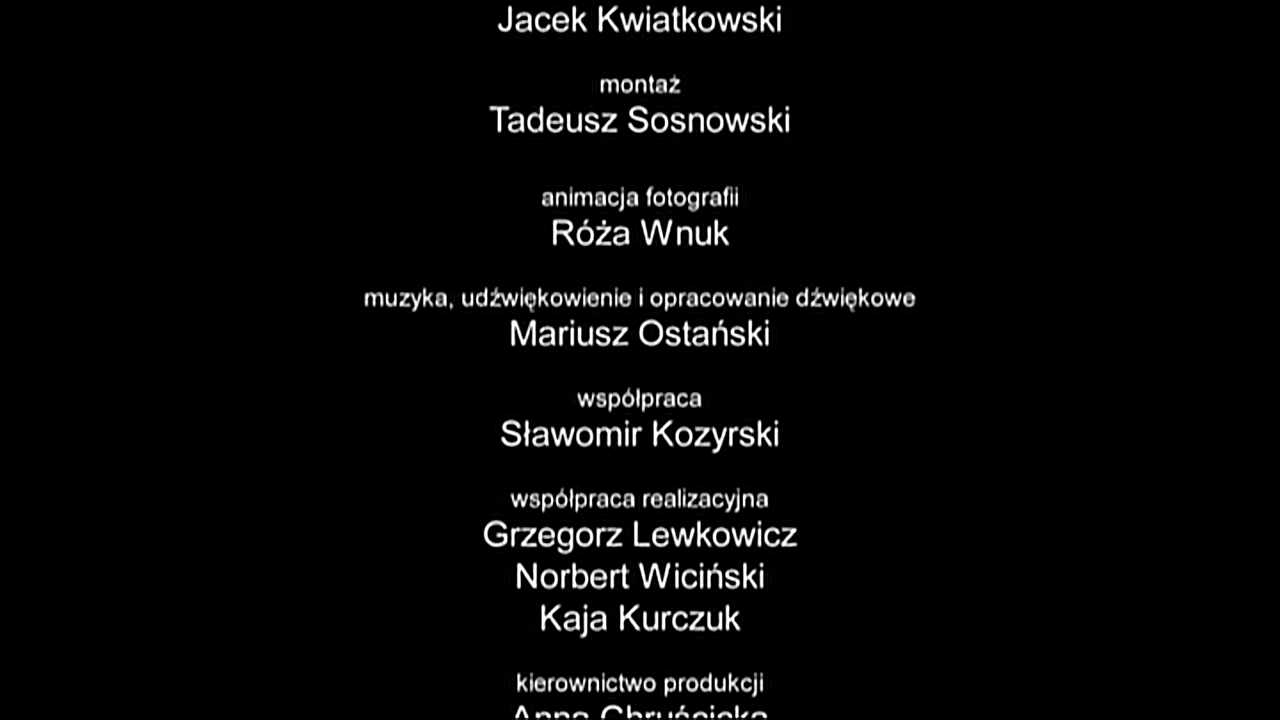 Jacek Kwiatkowski
montaż
Tadeusz Sosnowski
animacja fotografii
Róża Wnuk
muzyka, udźwiękowienie i opracowanie dźwiękowe
Mariusz Ostański
współpraca
Sławomir Kozyrski
współpraca realizacyjna
Grzegorz Lewkowicz
Norbert Wiciński
Kaja Kurczuk
kierownictwo produkcji
Anna